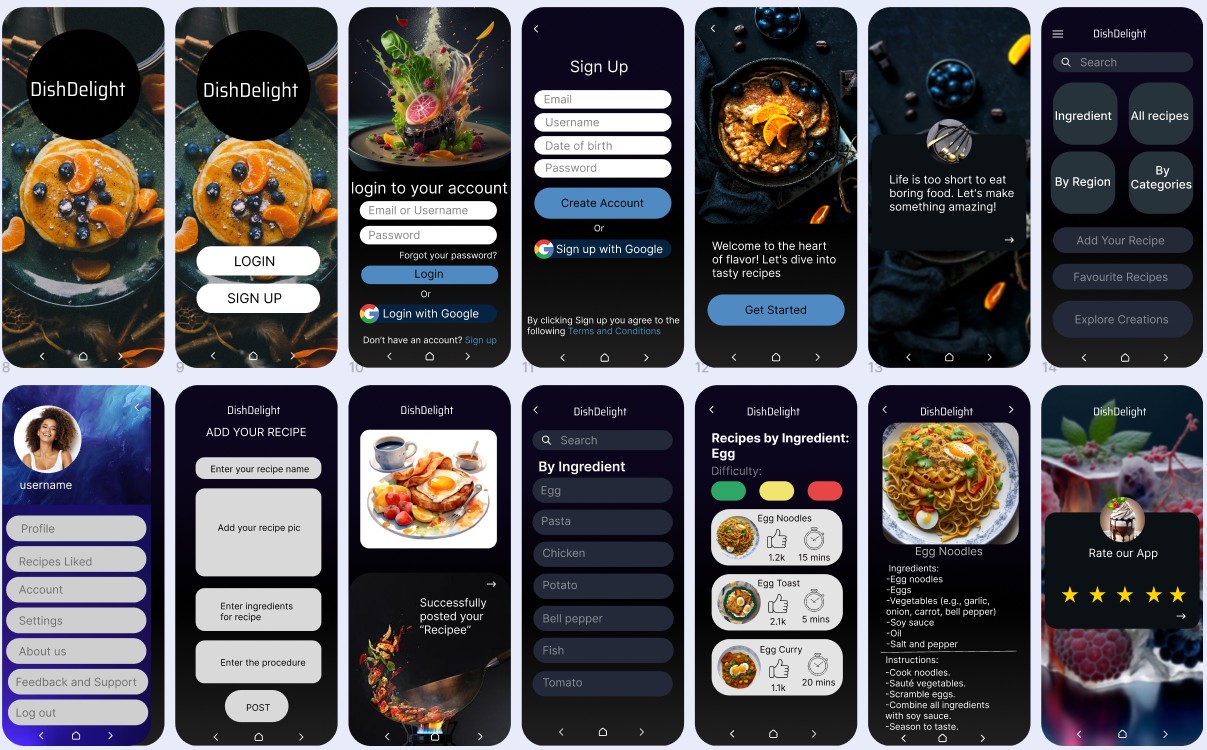 DishDelight
DishDelight
LOGIN
SIGN UP
login to your account
Email or Username
Password
Forgot your password?
Login
Or
Login with Google
Don't have an account? Sign up
Sign Up
Email
Username
Date of birth
Password
Create Account
Or
Sign up with Google
By clicking Sign up you agree to the
following Terms and Conditions
Welcome to the heart
of flavor! Let's dive into
tasty recipes
Get Started
Life is too short to eat
boring food. Let's make
something amazing!
DishDelight
Search
Ingredient
All recipes
By Region
By
Categories
Add Your Recipe
Favourite Recipes
Explore Creations
8
9
10
11
12
13
14
username
Profile
Recipes Liked
Account
Settings
About us
Feedback and Support
Log out
DishDelight
ADD YOUR RECIPE
Enter your recipe name
Add your recipe pic
Enter ingredients
for recipe
Enter the procedure
POST
DishDelight
Successfully
posted your
“Recipee”
DishDelight
Search
By Ingredient
Egg
Pasta
Chicken
Potato
Bell pepper
Fish
Tomato
DishDelight
Recipes by Ingredient:
Egg
Difficulty:
Egg Noodles
1.2k
15 mins
Egg Toast
2.1k
5 mins
Egg Curry
1.1k
20 mins
DishDelight
Egg Noodles
Ingredients:
-Egg noodles
-Eggs
-Vegetables (e.g., garlic,
onion, carrot, bell pepper)
-Soy sauce
-Oil
-Salt and pepper
Instructions:
-Cook noodles.
-Sauté vegetables.
-Scramble eggs.
-Combine all ingredients
with soy sauce.
-Season to taste.
DishDelight
Rate our App